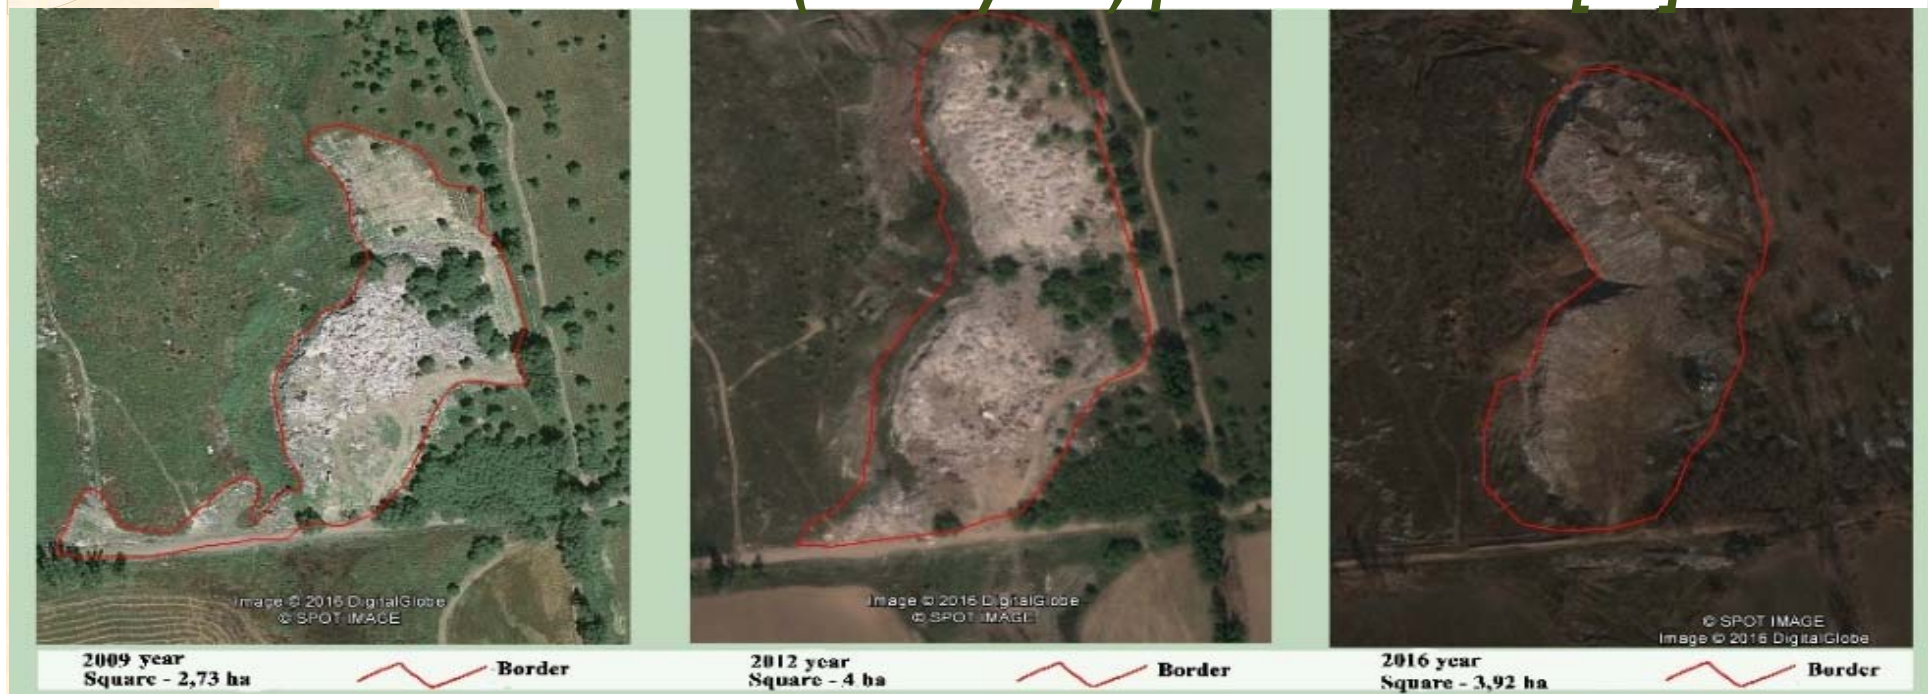 Image © 2016 DigitalGlobe
© SPOT IMAGE
Image © 2016 DigitalGlobe
© SPOT IMAGE
© SPOT IMAGE
Image © 2016 DigitalGlobe
2009 year
Square - 2,73 ha
Border
2012 year
Square - 4 ha
Border
2016 year
Square - 3,92 ha
Border